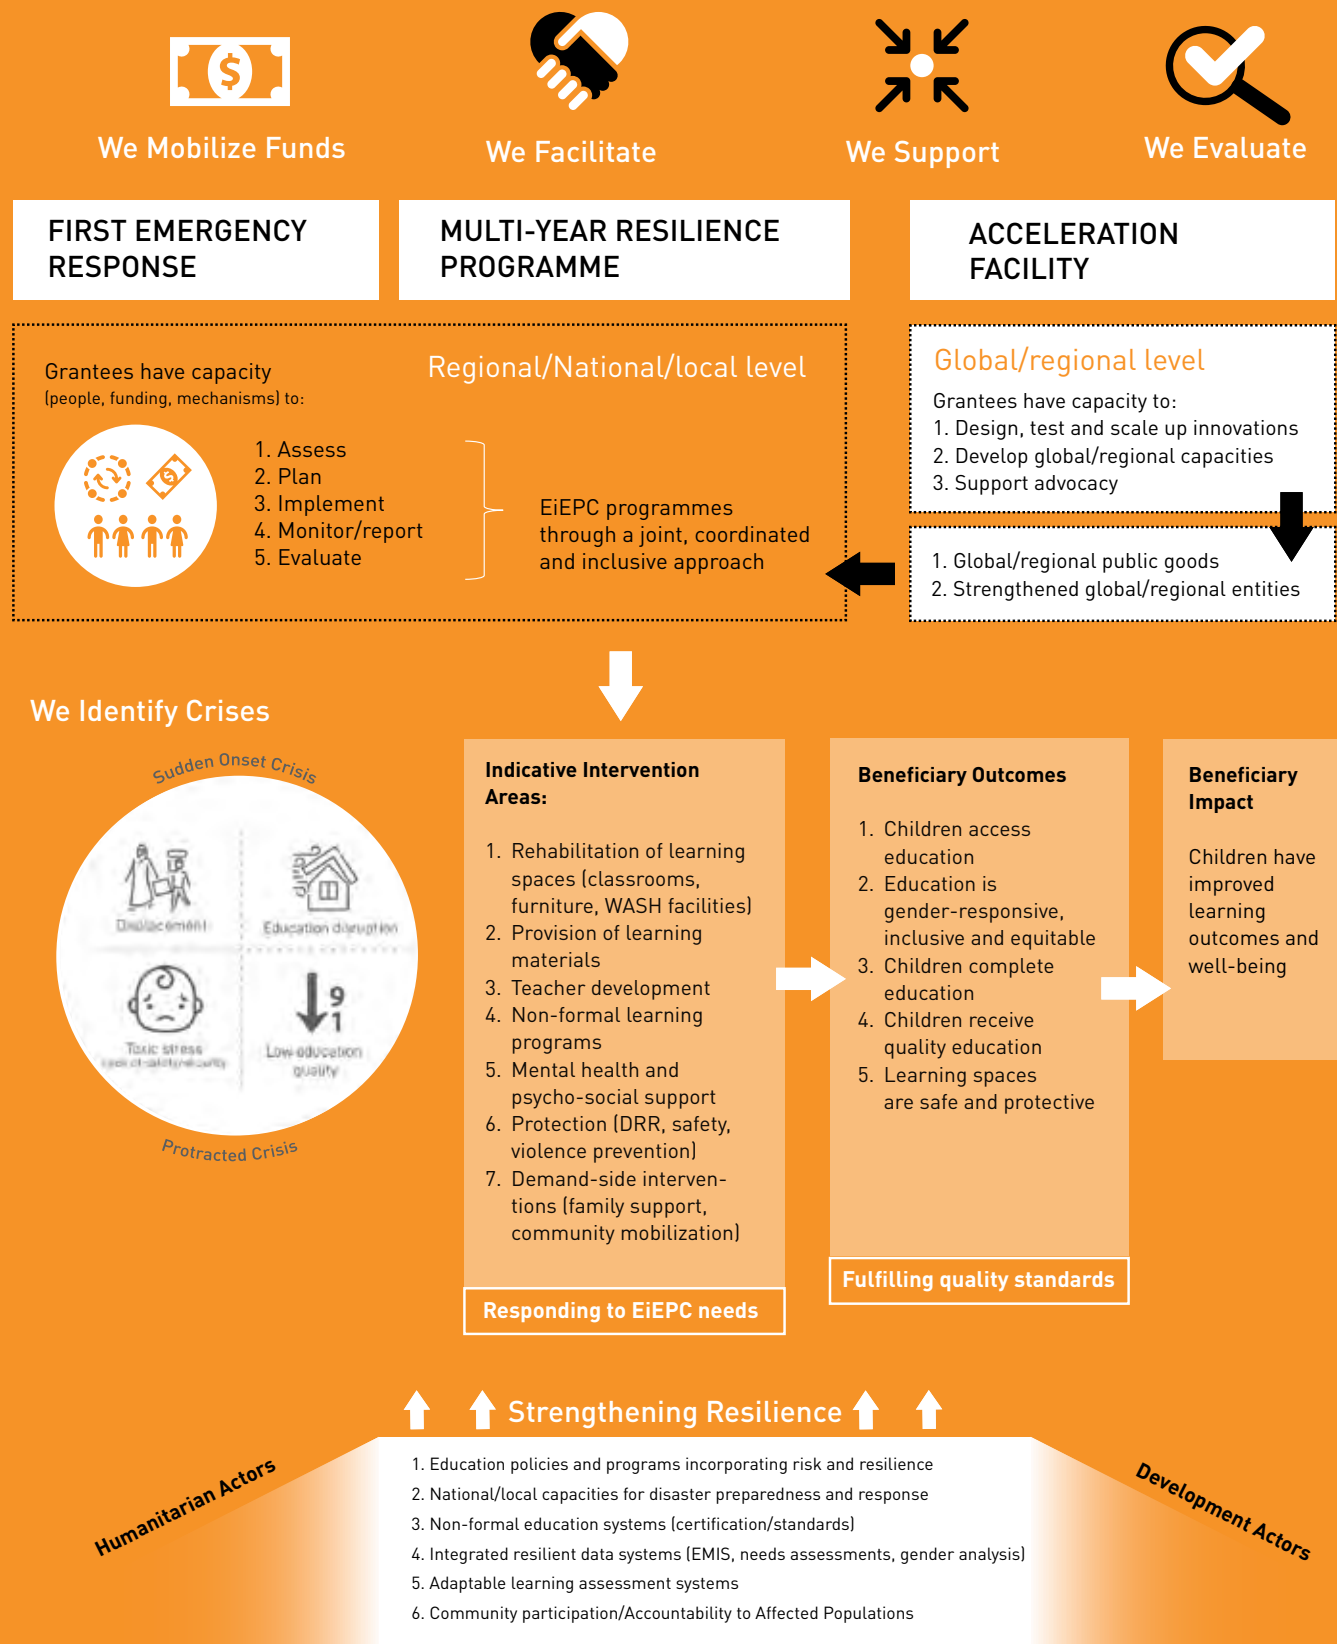 We Mobilize Funds
We Facilitate
We Support
We Evaluate
FIRST EMERGENCY
RESPONSE
MULTI-YEAR RESILIENCE
PROGRAMME
ACCELERATION
FACILITY
Grantees have capacity
(people, funding, mechanisms) to:
1. Assess
2. Plan
3. Implement
4. Monitor/report
5. Evaluate
Regional/National/local level
EiEPC programmes
through a joint, coordinated
and inclusive approach
Global/regional level
Grantees have capacity to:
1. Design, test and scale up innovations
2. Develop global/regional capacities
3. Support advocacy
1. Global/regional public goods
2. Strengthened global/regional entities
We Identify Crises
Sudden Onset Crisis
Displacement
Education disruption
9
1
Toxic stress
Low education
quality
Protracted Crisis
Indicative Intervention
Areas:
1. Rehabilitation of learning
spaces (classrooms,
furniture, WASH facilities)
2. Provision of learning
materials
3. Teacher development
4. Non-formal learning
programs
5. Mental health and
psycho-social support
6. Protection (DRR, safety,
violence prevention)
7. Demand-side interven-
tions (family support,
community mobilization)
Responding to EiEPC needs
Beneficiary Outcomes
1. Children access
education
2. Education is
gender-responsive,
inclusive and equitable
3. Children complete
education
4. Children receive
quality education
5. Learning spaces
are safe and protective
Fulfilling quality standards
Beneficiary
Impact
Children have
improved
learning
outcomes and
well-being
Strengthening Resilience
Humanitarian Actors
1. Education policies and programs incorporating risk and resilience
2. National/local capacities for disaster preparedness and response
3. Non-formal education systems (certification/standards)
4. Integrated resilient data systems (EMIS, needs assessments, gender analysis)
5. Adaptable learning assessment systems
6. Community participation/Accountability to Affected Populations
Development Actors